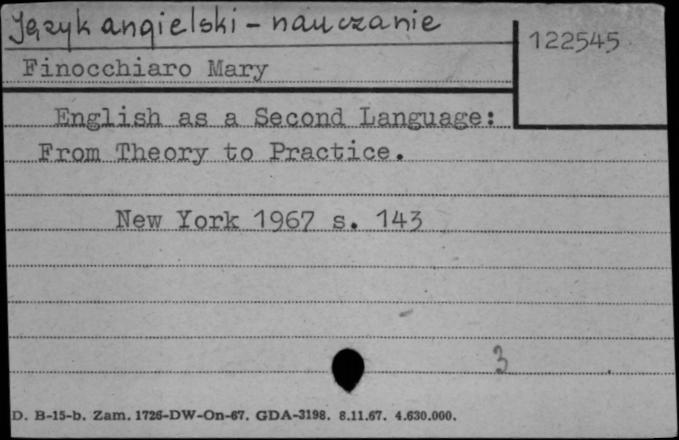 Język angielski - nauczanie
122545
Finocchiaro Mary
English as a Second Language:
From Theory to Practice.
New York 1967 s. 143
3
D. B-15-b. Zam. 1726-DW-On-67. GDA-3198. 8.11.67. 4.630.000.